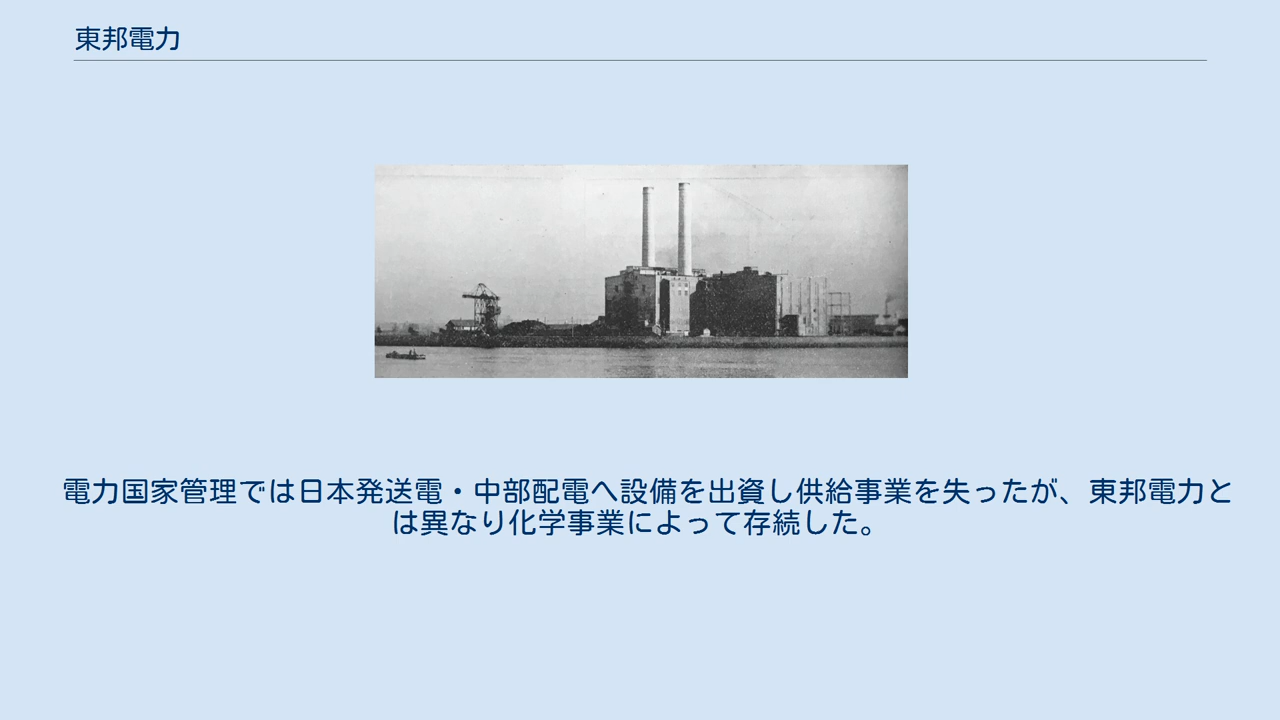 東邦電力
電力国家管理では日本発送電・中部配電へ設備を出資し供給事業を失ったが、東邦電力と
は異なり化学事業によって存続した。